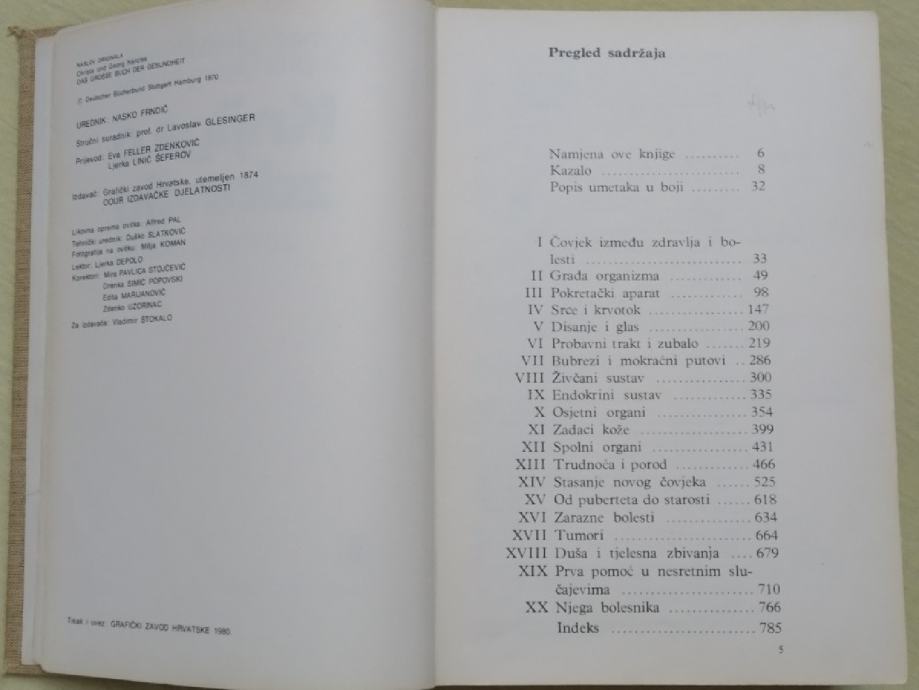 NASLOV ORIGINALA
Christa und Georg
DAS GROSSE BUCH DER GESUNDHEIT
© Deutscher Bücherbund Stuttgart Hamburg 1970
UREDNIK: NASKO FRNDIĆ
Stručni suradnik: prof. dr Lavoslav GLESINGER
Prijevod: Eva FELLER ZDENKOVIĆ
Ljerka LINIĆ ŠEFEROV
Izdavač: Grafički zavod Hrvatske, utemeljen 1874
OOUR IZDAVAČKE DJELATNOSTI
Likovna oprema ovitka: Alfred PAL
Tehnički urednik: Duško SLATKOVIĆ
Fotografija na ovitku: Milja KOMAN
Lektor: Ljerka DEPOLO
Korektori: Mira PAVLICA STOJČEVIĆ
Drenka SIMIĆ POPOVSKI
Edita MARIJANOVIĆ
Zdenko UZORINAC
Za izdavača: Vladimir ŠTOKALO
Tisak i uvez: GRAFIČKI ZAVOD HRVATSKE 1980.
Pregled sadržaja
Namjena ove knjige .......... 6
Kazalo .......... 8
Popis umetaka u boji ......... 32
I Čovjek između zdravlja i bo-
lesti .......... 33
II Građa organizma .......... 49
III Pokretački aparat .......... 98
IV Srce i krvotok .......... 147
V Disanje i glas .......... 200
VI Probavni trakt i zubalo ....... 219
VII Bubrezi i mokraćni putovi .. 286
VIII Živčani sustav .......... 300
IX Endokrini sustav .......... 335
X Osjetni organi .......... 354
XI Zadaci kože .......... 399
XII Spolni organi .......... 431
XIII Trudnoća i porod .......... 466
XIV Stasanje novog čovjeka ...... 525
XV Od puberteta do starosti ...... 618
XVI Zarazne bolesti .......... 634
XVII Tumori .......... 664
XVIII Duša i tjelesna zbivanja .... 679
XIX Prva pomoć u nesretnim slu-
čajevima .......... 710
XX Njega bolesnika .......... 766
Indeks .......... 785
5